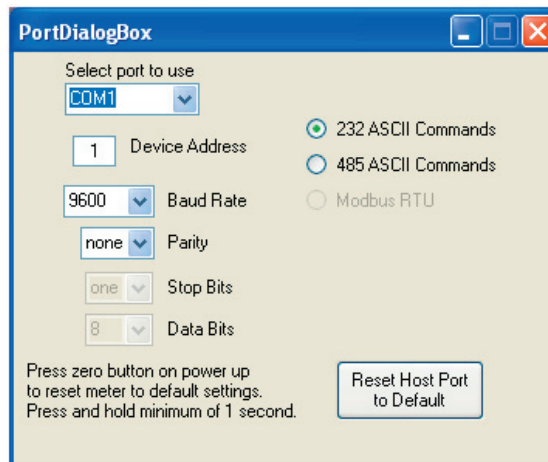 PortDialogBox
Select port to use
COM1
1 Device Address
9600 Baud Rate
none Parity
one Stop Bits
8 Data Bits
232 ASCII Commands
485 ASCII Commands
Modbus RTU
Press zero button on power up
to reset meter to default settings.
Press and hold minimum of 1 second.
Reset Host Port
to Default